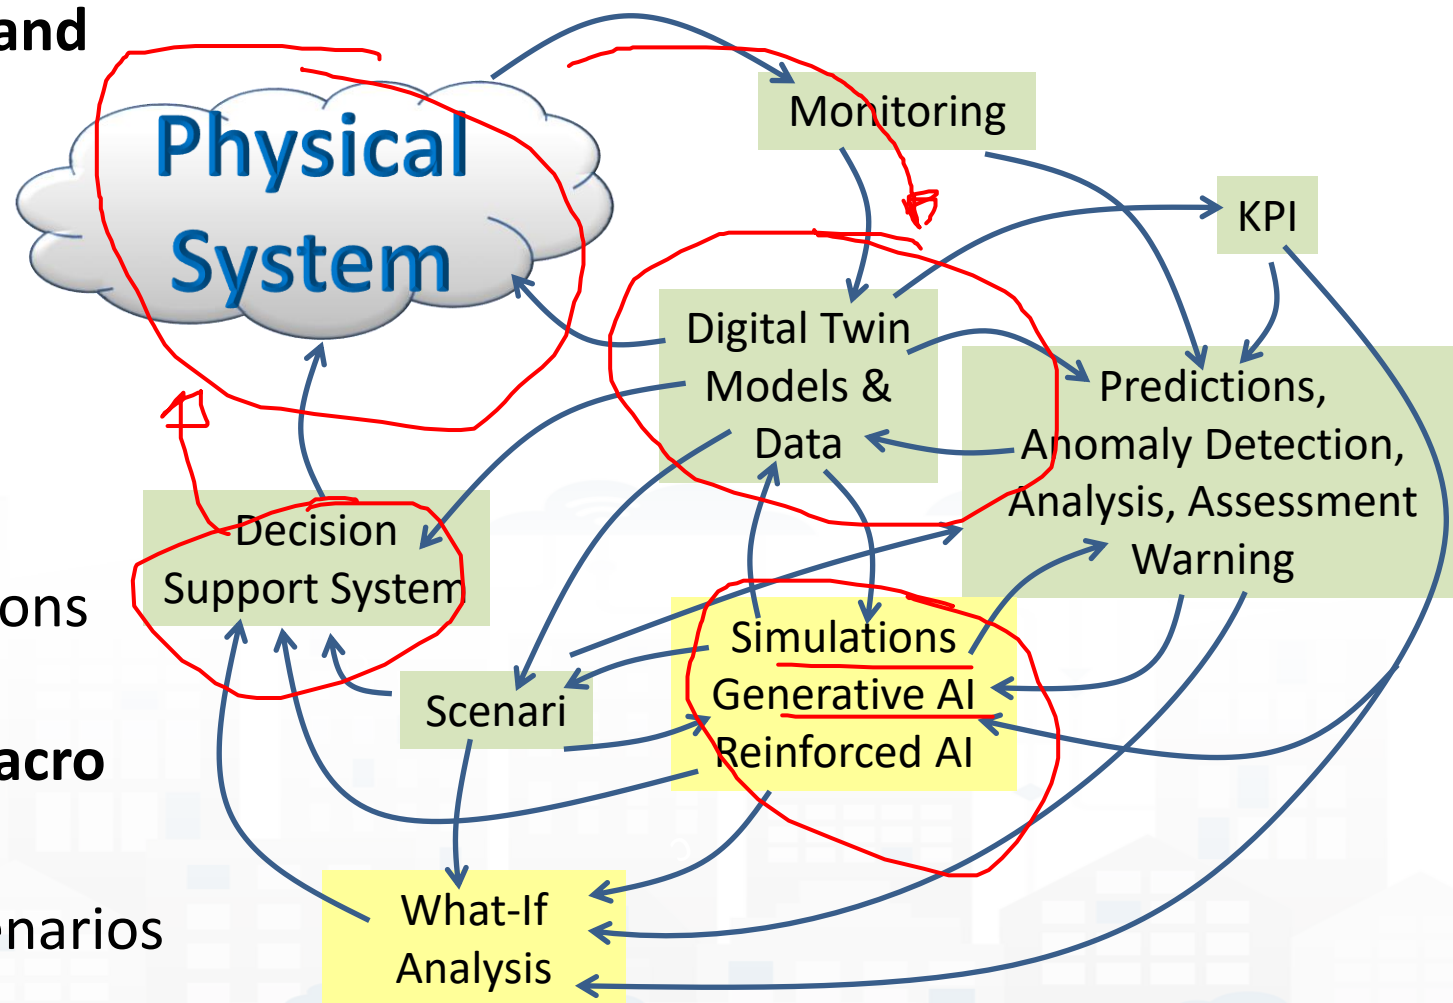 and
Physical
System
Monitoring
KPI
Digital Twin
Models &
Data
Predictions,
Anomaly Detection,
Analysis, Assessment
Warning
Decision
Support System
ons
Simulations
Generative AI
Reinforced AI
Scenari
acro
What-If
Analysis
enarios